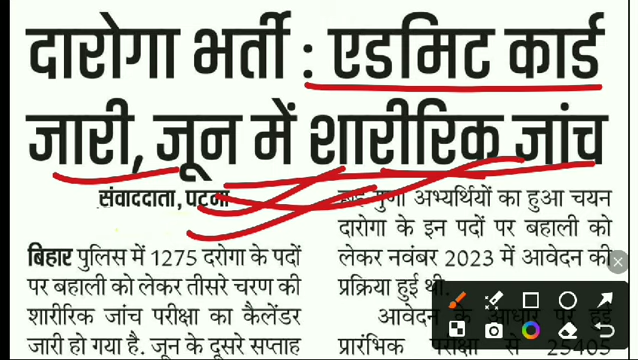 दारोगा भर्ती : एडमिट कार्ड
जारी, जून में शारीरिक जांच
संवाददाता, पटना
बिहार पुलिस में 1275 दरोगा के पदों
पर बहाली को लेकर तीसरे चरण की
शारीरिक जांच परीक्षा का कैलेंडर
जारी हो गया है. जून के दूसरे सप्ताह
गुणा अभ्यर्थियों का हुआ चयन
दारोगा के इन पदों पर बहाली को
लेकर नवंबर 2023 में आवेदन की
प्रक्रिया हुई थी.
आवेदन के आधार पर हुई
प्रारंभिक परीक्षा से 25405